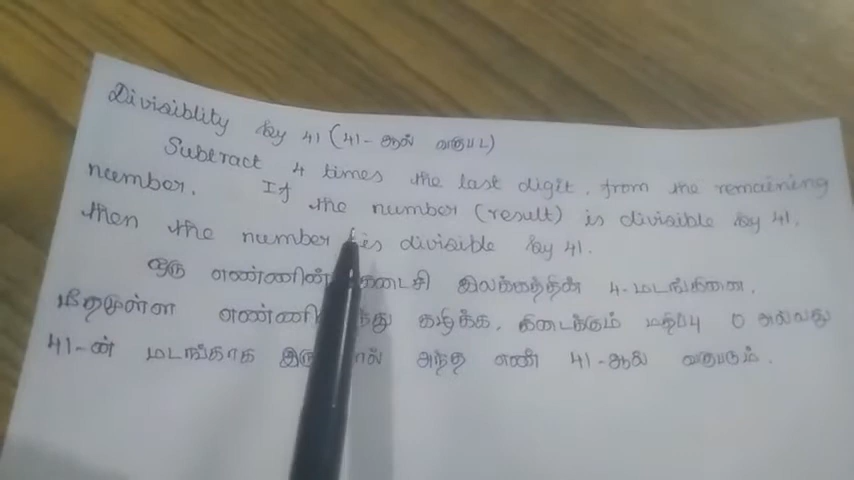 Divisiblity by 41 (41-ஆல் வகுபட)
Subtract 4 times the last digit, from the remaining
number. If the number (result) is divisible by 41,
then the number is divisible by 41.
ஒரு எண்ணின் கடைசி இலக்கத்தின் 4-மடங்கினை,
மீதமுள்ள கழிக்க, கிடைக்கும் மதிப்பு 0 அல்லது
41-ன் மடங்காக அந்த எண் 41-ஆல் வகுபடும்.